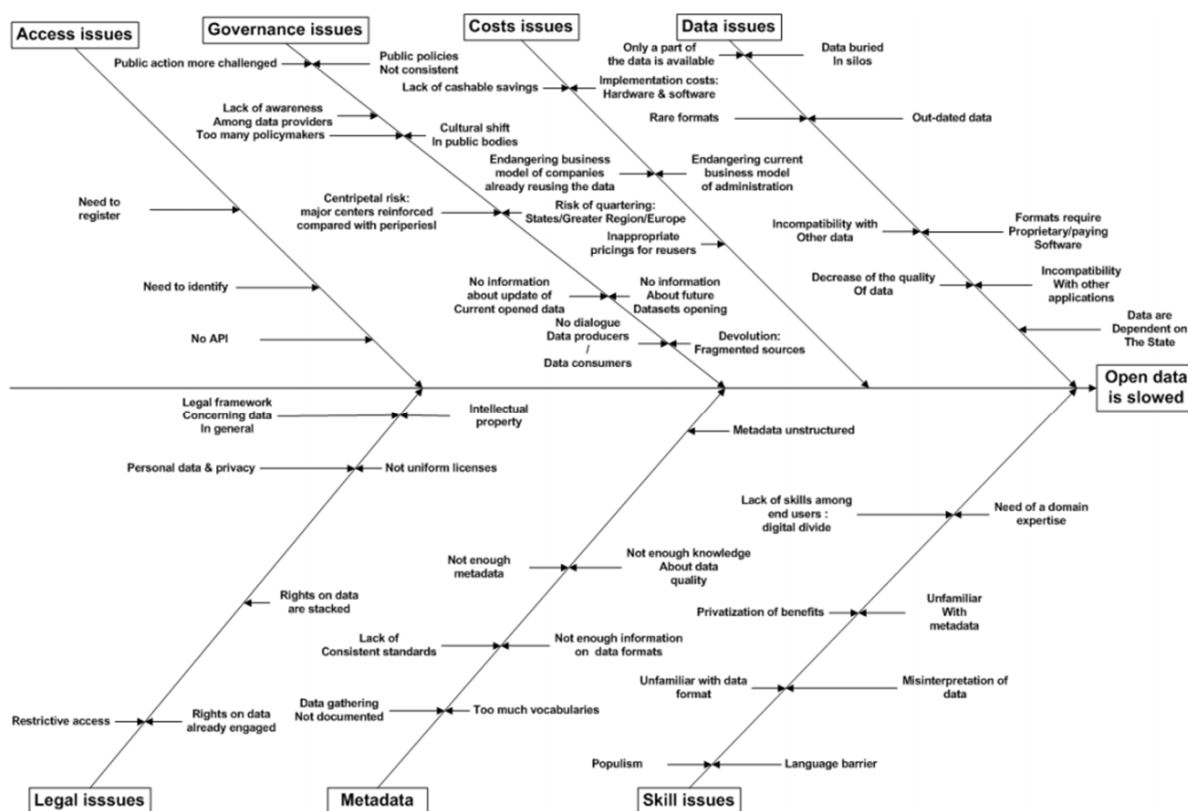 Access issues
Governance issues
Costs issues
Data issues
Public action more challenged
Public policies
Not consistent
Lack of awareness
Among data providers
Too many policymakers
Cultural shift
In public bodies
Need to
register
Centripetal risk:
major centers reinforced
compared with periperiesl
Risk of quartering:
States/Greater Region/Europe
Need to identify
No information
about update of
Current opened data
No information
About future
Datasets opening
No API
No dialogue
Data producers
/
Data consumers
Devolution:
Fragmented sources
Lack of cashable savings
Implementation costs:
Hardware & software
Endangering business
model of companies
already reusing the data
Endangering current
business model
of administration
Inappropriate
pricings for reusers
Only a part of
the data is available
Data buried
In silos
Rare formats
Out-dated data
Incompatibility with
Other data
Formats require
Proprietary/paying
Software
Decrease of the quality
Of data
Incompatibility
With other
applications
Data are
Dependent on
The State
Open data
is slowed
Legal framework
Concerning data
In general
Intellectual
property
Personal data & privacy
Not uniform licenses
Rights on data
are stacked
Restrictive access
Rights on data
already engaged
Legal isssues
Metadata unstructured
Not enough
metadata
Not enough knowledge
About data
quality
Lack of
Consistent standards
Not enough information
on data formats
Data gathering
Not documented
Too much vocabularies
Metadata
Lack of skills among
end users :
digital divide
Need of a domain
expertise
Privatization of benefits
Unfamiliar
With
metadata
Unfamiliar with data
format
Misinterpretation of
data
Populism
Language barrier
Skill issues